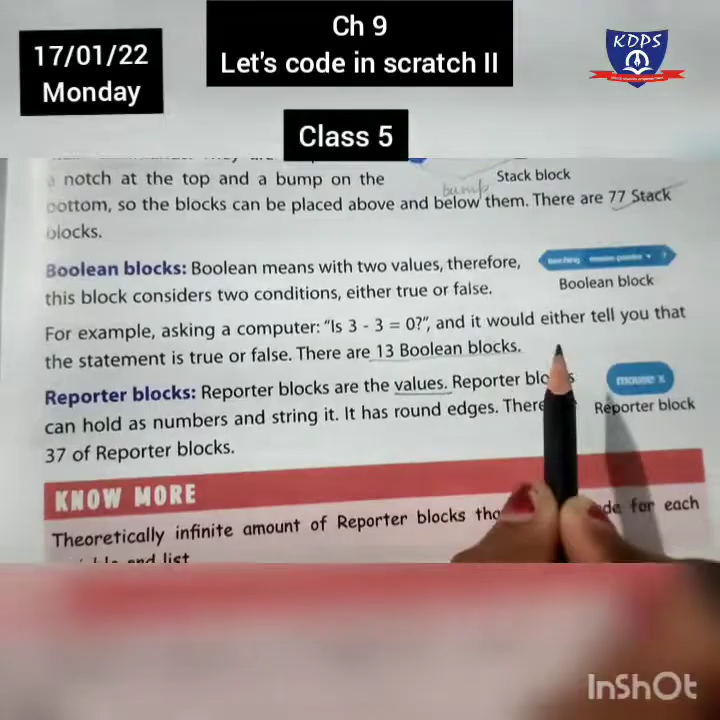 17/01/22
Monday
Ch 9
Let's code in scratch II
KDPS
Class 5
a notch at the top and a bump on the
Stack block
bump
bottom, so the blocks can be placed above and below them. There are 77 Stack
blocks.
Boolean blocks: Boolean means with two values, therefore,
this block considers two conditions, either true or false.
touching mouse-pointer ?
Boolean block
For example, asking a computer: "Is 3 - 3 = 0?", and it would either tell you that
the statement is true or false. There are 13 Boolean blocks.
Reporter blocks: Reporter blocks are the values. Reporter
mouse x
can hold as numbers and string it. It has round edges. There
Reporter block
37 of Reporter blocks.
KNOW MORE
Theoretically infinite amount of Reporter blocks for each
and list
InShOt